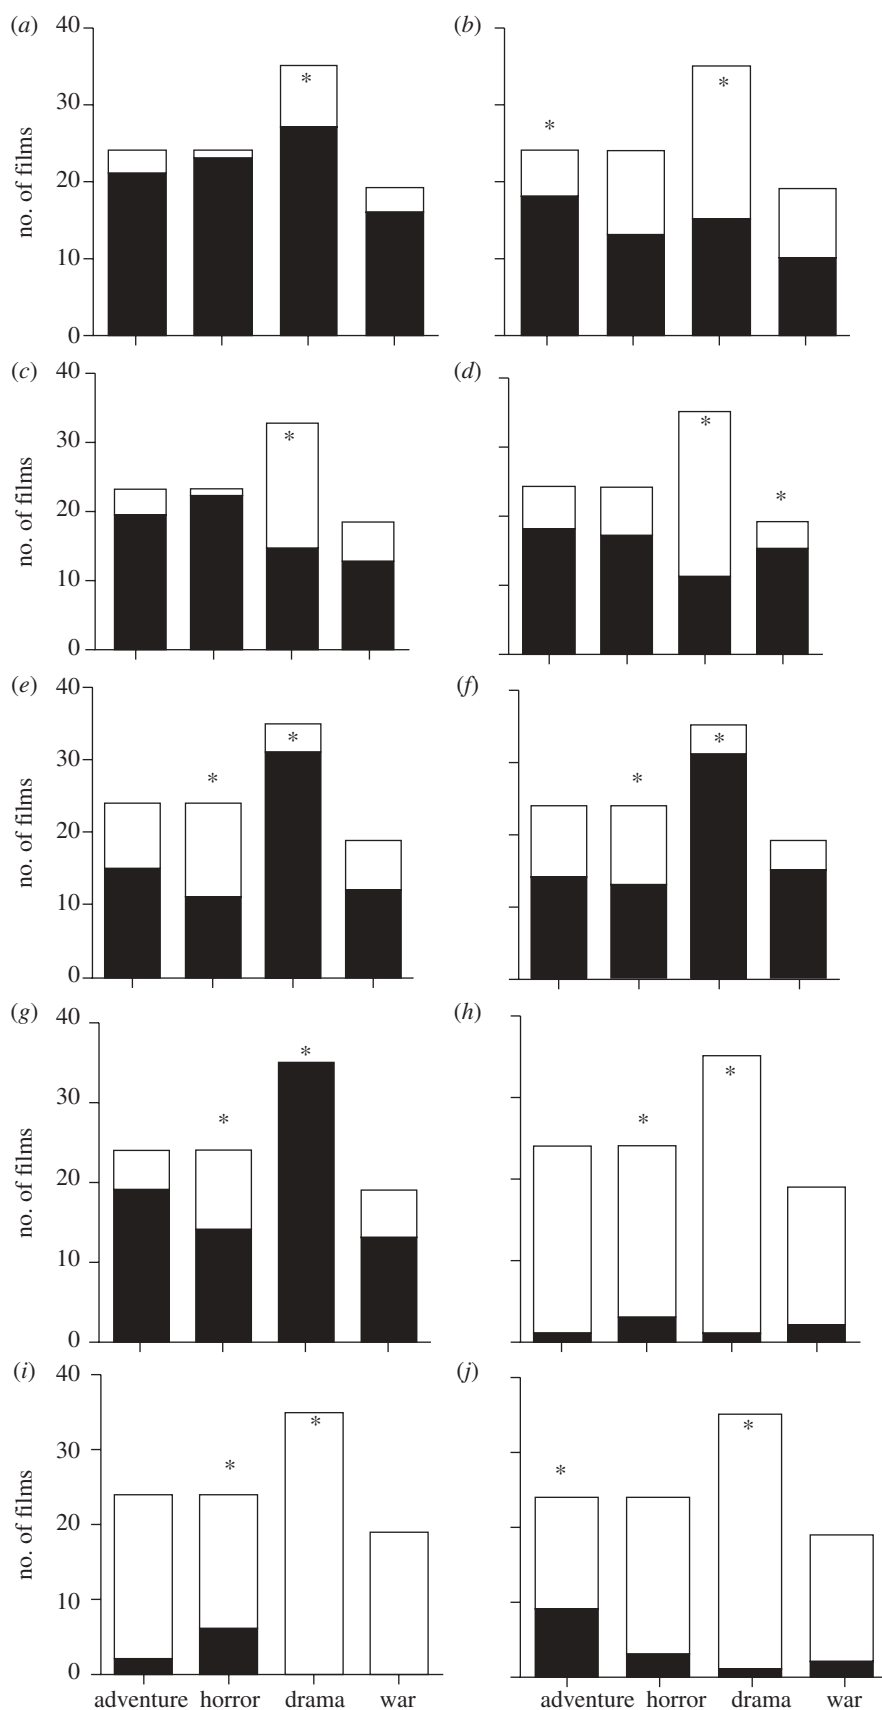 (a) 40
30
20
10
0
no. of films
*
(b)
*
*
(c) 40
30
20
10
0
no. of films
*
(d)
*
*
(e) 40
30
20
10
0
no. of films
*
*
(f)
*
*
(g) 40
30
20
10
0
no. of films
*
*
(h)
*
*
(i) 40
30
20
10
0
no. of films
*
*
adventure horror drama war
(j)
*
*
adventure horror drama war